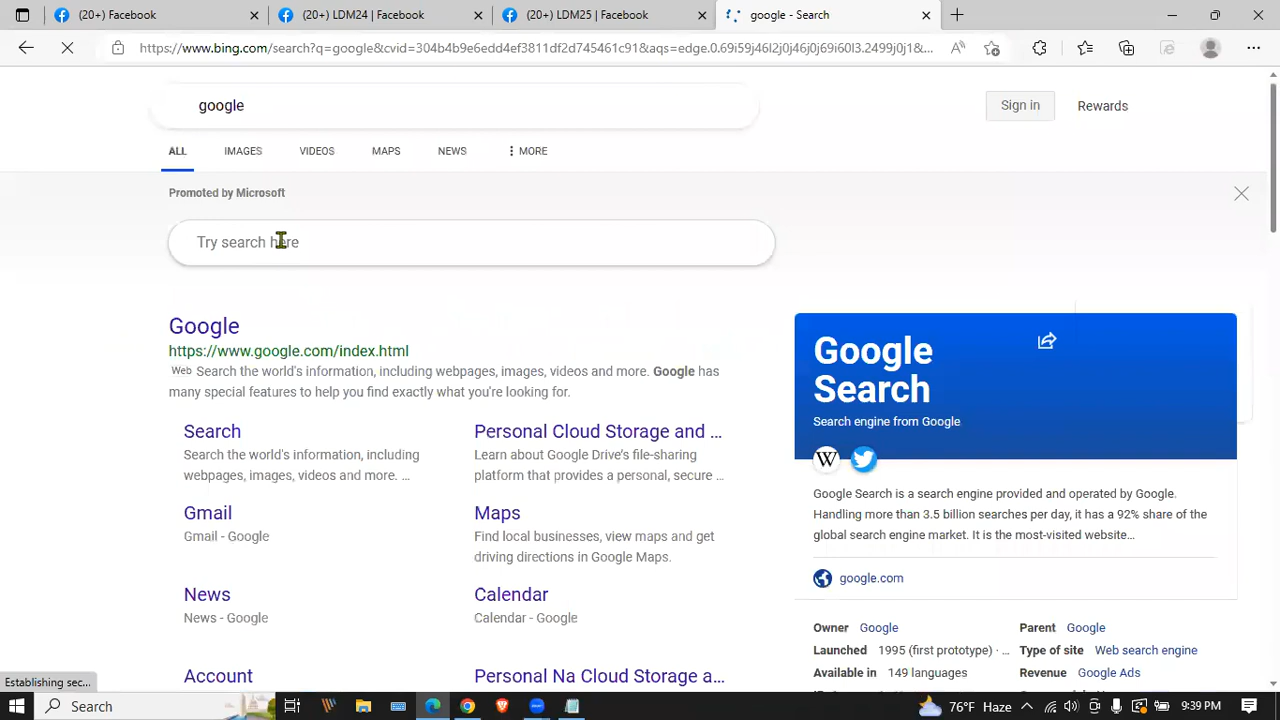 (20+) Facebook
(20+) LDM24 | Facebook
(20+) LDM25 | Facebook
google - Search
https://www.bing.com/search?q=google&cvid=304b4b9e6edd4ef3811df2d745461c91&aqs=edge.0.69i59j46l2j0j46j0j69i60l3.2499j0j1&...
google
Sign in
Rewards
ALL
IMAGES
VIDEOS
MAPS
NEWS
MORE
Promoted by Microsoft
Try search here
Google
https://www.google.com/index.html
Web Search the world's information, including webpages, images, videos and more. Google has
many special features to help you find exactly what you're looking for.
Search
Search the world's information, including
webpages, images, videos and more. ...
Personal Cloud Storage and ...
Learn about Google Drive's file-sharing
platform that provides a personal, secure ...
Gmail
Gmail - Google
Maps
Find local businesses, view maps and get
driving directions in Google Maps.
News
News - Google
Calendar
Calendar - Google
Account
Personal Na Cloud Storage a...
Google
Search
Search engine from Google
W
Google Search is a search engine provided and operated by Google.
Handling more than 3.5 billion searches per day, it has a 92% share of the
global search engine market. It is the most-visited website...
google.com
Owner Google
Parent Google
Launched 1995 (first prototype) · ...
Type of site Web search engine
Available in 149 languages
Revenue Google Ads
Establishing sec...
Search
76°F Haze
9:39 PM